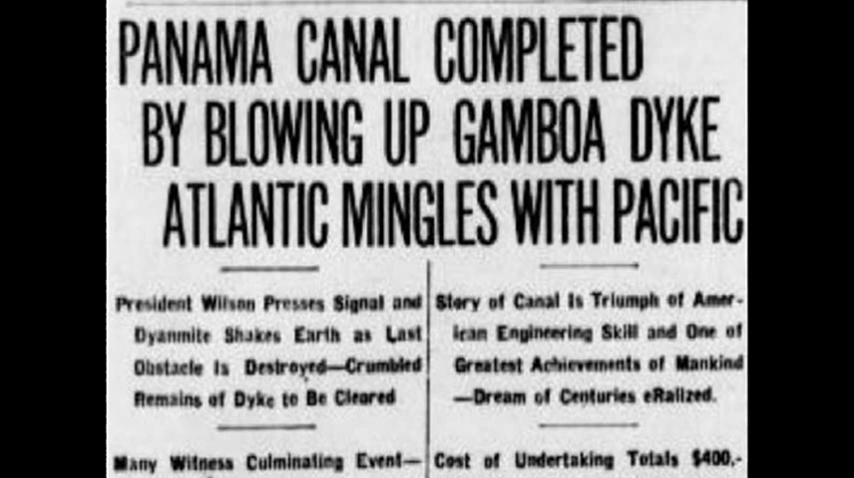 PANAMA CANAL COMPLETED
BY BLOWING UP GAMBOA DYKE
ATLANTIC MINGLES WITH PACIFIC
President Wilson Presses Signal and
Dyanmite Shakes Earth as Last
Obstacle Is Destroyed—Crumbled
Remains of Dyke to Be Cleared
Many Witness Culminating Event—
Story of Canal Is Triumph of Amer-
ican Engineering Skill and One of
Greatest Achievements of Mankind
—Dream of Centuries eRalized.
Cost of Undertaking Totals $400,-